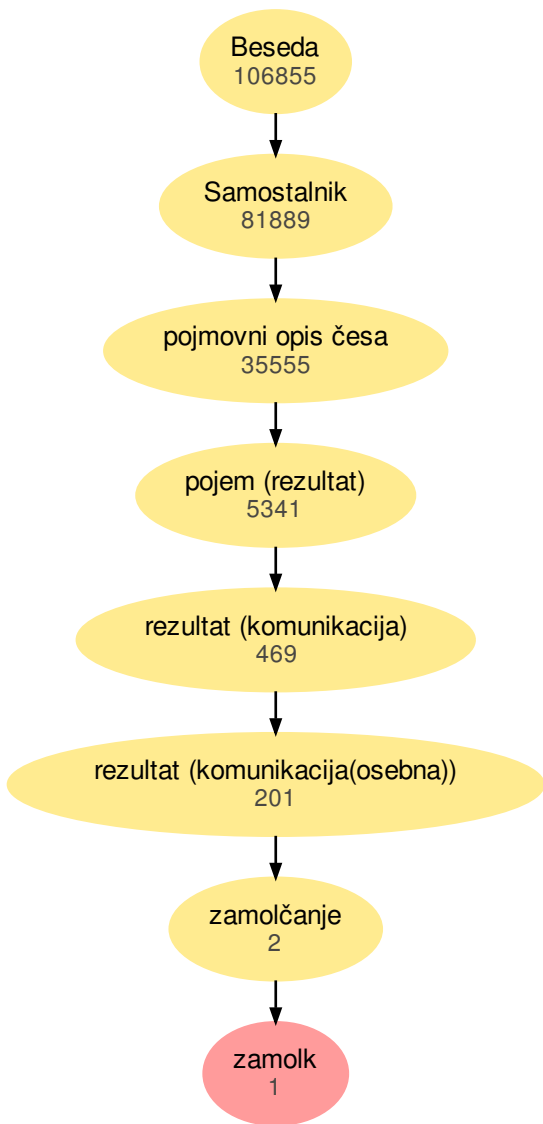 Beseda
106855
Samostalnik
81889
pojmovni opis česa
35555
pojem (rezultat)
5341
rezultat (komunikacija)
469
rezultat (komunikacija(osebna))
201
zamolčanje
2
zamolk
1